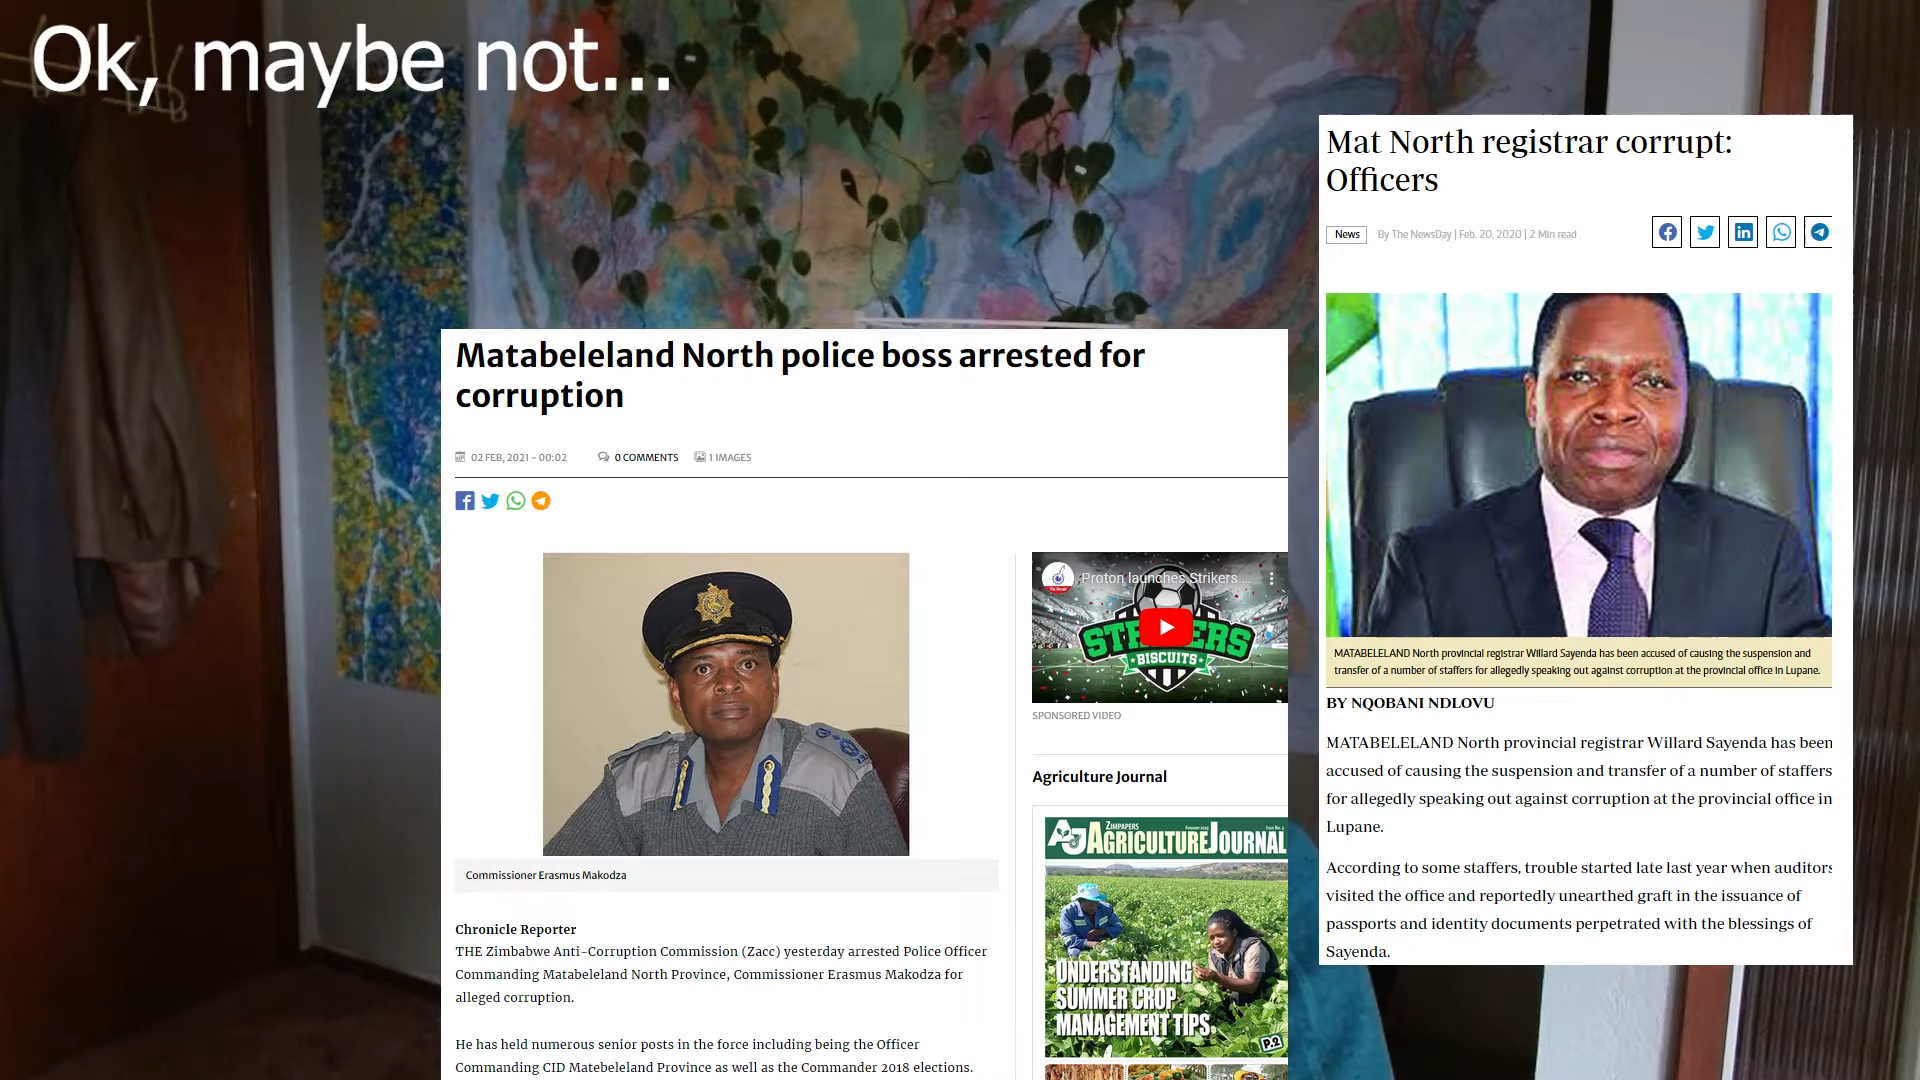 Ok, maybe not...
Mat North registrar corrupt:
Officers
News By The NewsDay | Feb. 20, 2020 | 2 Min read
MATABELELAND North provincial registrar Willard Sayenda has been accused of causing the suspension and
transfer of a number of staffers for allegedly speaking out against corruption at the provincial office in Lupane.
BY NQOBANI NDLOVU
MATABELELAND North provincial registrar Willard Sayenda has been
accused of causing the suspension and transfer of a number of staffers
for allegedly speaking out against corruption at the provincial office in
Lupane.
According to some staffers, trouble started late last year when auditors
visited the office and reportedly unearthed graft in the issuance of
passports and identity documents perpetrated with the blessings of
Sayenda.
Matabeleland North police boss arrested for
corruption
02 FEB, 2021 - 00:02 0 COMMENTS 1 IMAGES
Commissioner Erasmus Makodza
Chronicle Reporter
THE Zimbabwe Anti-Corruption Commission (Zacc) yesterday arrested Police Officer
Commanding Matabeleland North Province, Commissioner Erasmus Makodza for
alleged corruption.
He has held numerous senior posts in the force including being the Officer
Commanding CID Matebeleland Province as well as the Commander 2018 elections.
Proton launches Strikers ...
STRIKERS
BISCUITS
SPONSORED VIDEO
Agriculture Journal
ZIMPAPERS
AJ AGRICULTURE JOURNAL
UNDERSTANDING
SUMMER CROP
MANAGEMENT TIPS
P.2